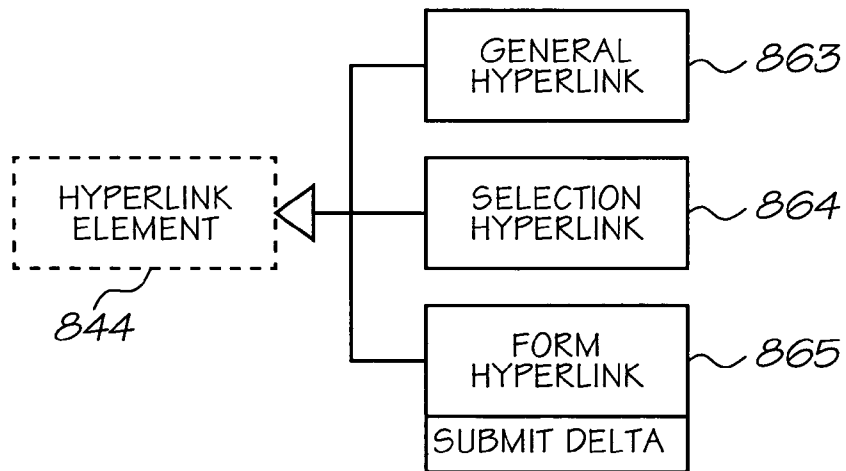 GENERAL
HYPERLINK
863
HYPERLINK
ELEMENT
844
SELECTION
HYPERLINK
864
FORM
HYPERLINK
865
SUBMIT DELTA